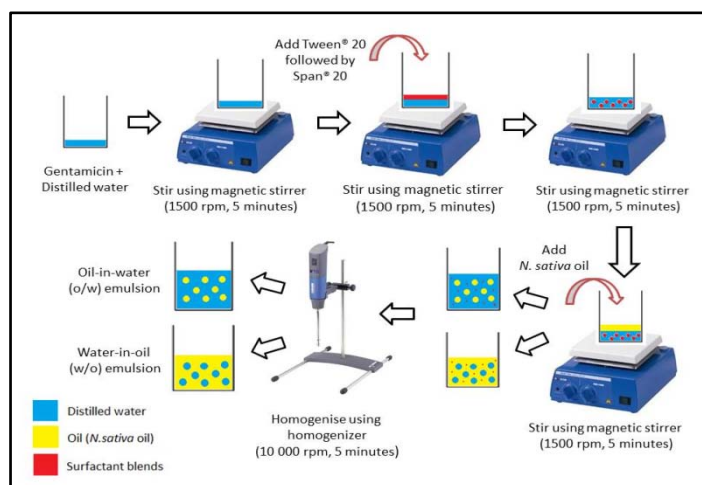 Add Tween® 20
followed by
Span® 20
Gentamicin +
Distilled water
Stir using magnetic stirrer
(1500 rpm, 5 minutes)
Stir using magnetic stirrer
(1500 rpm, 5 minutes)
Stir using magnetic stirrer
(1500 rpm, 5 minutes)
Add
N. sativa oil
Oil-in-water
(o/w) emulsion
Water-in-oil
(w/o) emulsion
Homogenise using
homogenizer
(10 000 rpm, 5 minutes)
Stir using magnetic stirrer
(1500 rpm, 5 minutes)
Distilled water
Oil (N.sativa oil)
Surfactant blends